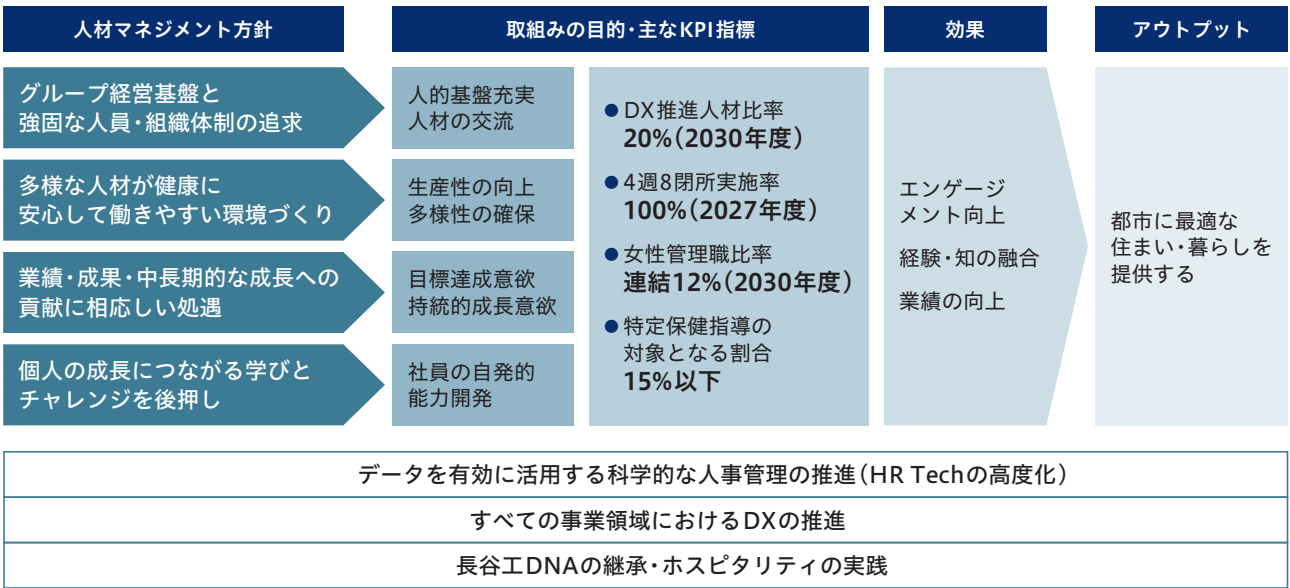 人材マネジメント方針
取組みの目的・主なKPI指標
効果
アウトプット
グループ経営基盤と
強固な人員・組織体制の追求
人的基盤充実
人材の交流
多様な人材が健康に
安心して働きやすい環境づくり
生産性の向上
多様性の確保
業績・成果・中長期的な成長への
貢献に相応しい処遇
目標達成意欲
持続的成長意欲
個人の成長につながる学びと
チャレンジを後押し
社員の自発的
能力開発
●DX推進人材比率
20%(2030年度)
●4週8閉所実施率
100%(2027年度)
●女性管理職比率
連結12%(2030年度)
●特定保健指導の
対象となる割合
15%以下
エンゲージ
メント向上
経験・知の融合
業績の向上
都市に最適な
住まい・暮らしを
提供する
データを有効に活用する科学的な人事管理の推進(HR Techの高度化)
すべての事業領域におけるDXの推進
長谷工DNAの継承・ホスピタリティの実践